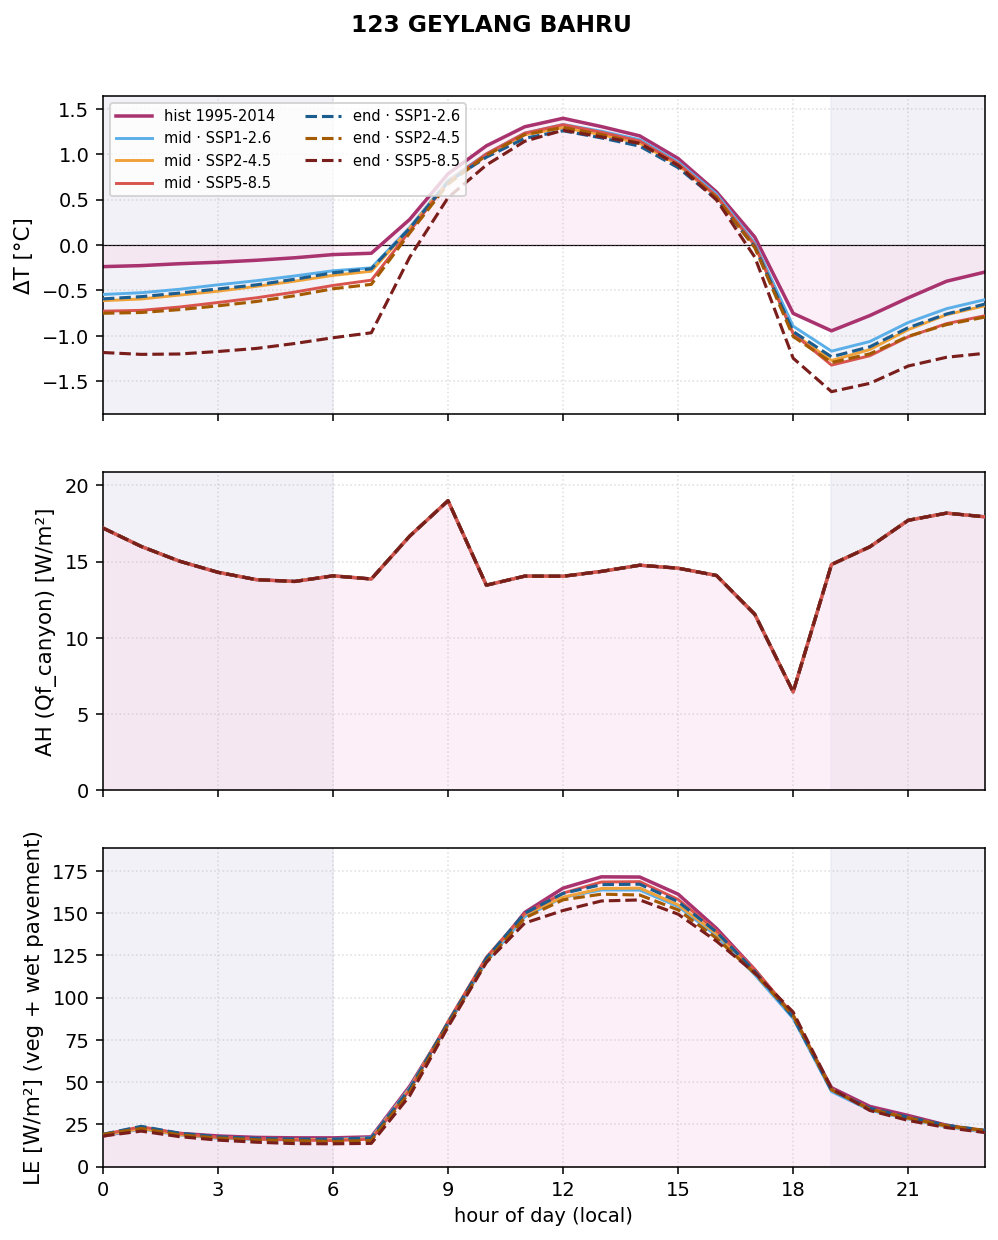 123 GEYLANG BAHRU
hist 1995-2014
mid · SSP1-2.6
mid · SSP2-4.5
mid · SSP5-8.5
end · SSP1-2.6
end · SSP2-4.5
end · SSP5-8.5
ΔT [°C]
1.5
1.0
0.5
0.0
−0.5
−1.0
−1.5
AH (Qf_canyon) [W/m²]
20
15
10
5
0
LE [W/m²] (veg + wet pavement)
175
150
125
100
75
50
25
0
0 3 6 9 12 15 18 21
hour of day (local)